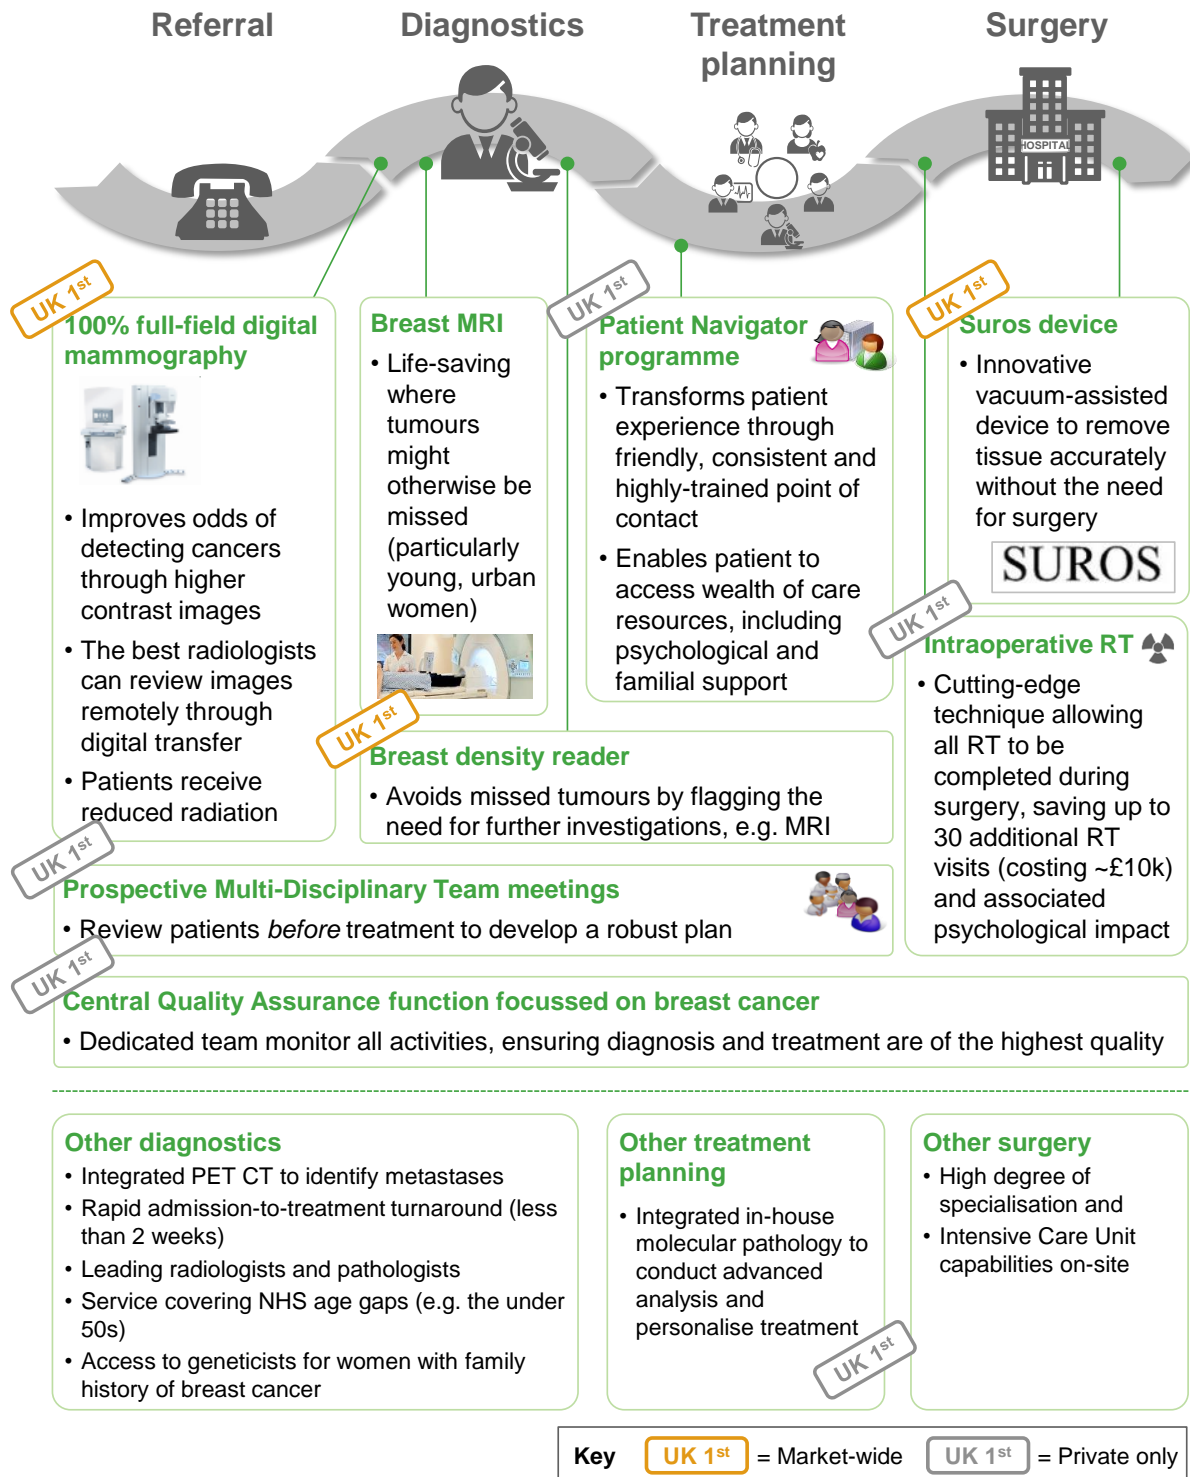 Referral
Diagnostics
Treatment
planning
Surgery
HOSPITAL
UK 1st
100% full-field digital
mammography
• Improves odds of
detecting cancers
through higher
contrast images
• The best radiologists
can review images
remotely through
digital transfer
• Patients receive
reduced radiation
Breast MRI
• Life-saving
where
tumours
might
otherwise be
missed
(particularly
young, urban
women)
UK 1st
Breast density reader
• Avoids missed tumours by flagging the
need for further investigations, e.g. MRI
UK 1st
Patient Navigator
programme
• Transforms patient
experience through
friendly, consistent and
highly-trained point of
contact
• Enables patient to
access wealth of care
resources, including
psychological and
familial support
UK 1st
Suros device
• Innovative
vacuum-assisted
device to remove
tissue accurately
without the need
for surgery
SUROS
UK 1st
Intraoperative RT
• Cutting-edge
technique allowing
all RT to be
completed during
surgery, saving up to
30 additional RT
visits (costing ~£10k)
and associated
psychological impact
UK 1st
Prospective Multi-Disciplinary Team meetings
• Review patients before treatment to develop a robust plan
UK 1st
Central Quality Assurance function focussed on breast cancer
• Dedicated team monitor all activities, ensuring diagnosis and treatment are of the highest quality
Other diagnostics
• Integrated PET CT to identify metastases
• Rapid admission-to-treatment turnaround (less
than 2 weeks)
• Leading radiologists and pathologists
• Service covering NHS age gaps (e.g. the under
50s)
• Access to geneticists for women with family
history of breast cancer
Other treatment
planning
• Integrated in-house
molecular pathology to
conduct advanced
analysis and
personalise treatment
UK 1st
Other surgery
• High degree of
specialisation and
• Intensive Care Unit
capabilities on-site
Key UK 1st = Market-wide UK 1st = Private only